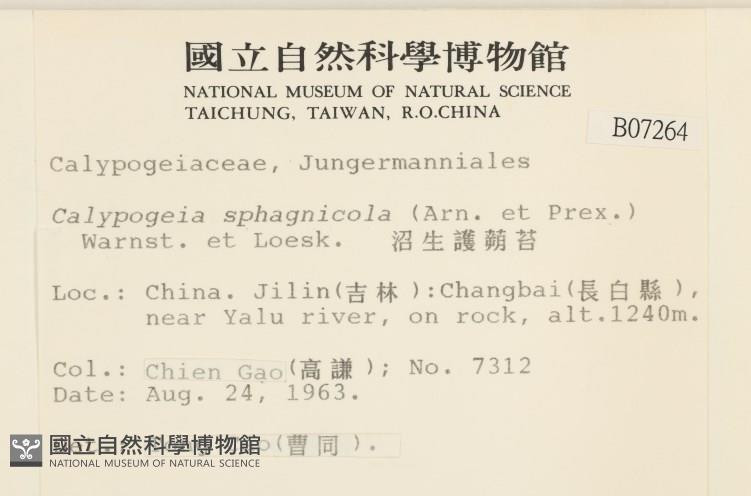 國立自然科學博物館
NATIONAL MUSEUM OF NATURAL SCIENCE
TAICHUNG, TAIWAN, R.O.CHINA
B07264
Calypogeiaceae, Jungermanniales
Calypogeia sphagnicola (Arn. et Prex.)
Warnst. et Loesk. 沼生護蒴苔
Loc.: China. Jilin(吉林):Changbai(長白縣),
near Yalu river, on rock, alt.1240m.
Col.: Chien Gao(高謙); No. 7312
Date: Aug. 24, 1963.
(曹同).
國立自然科學博物館
NATIONAL MUSEUM OF NATURAL SCIENCE